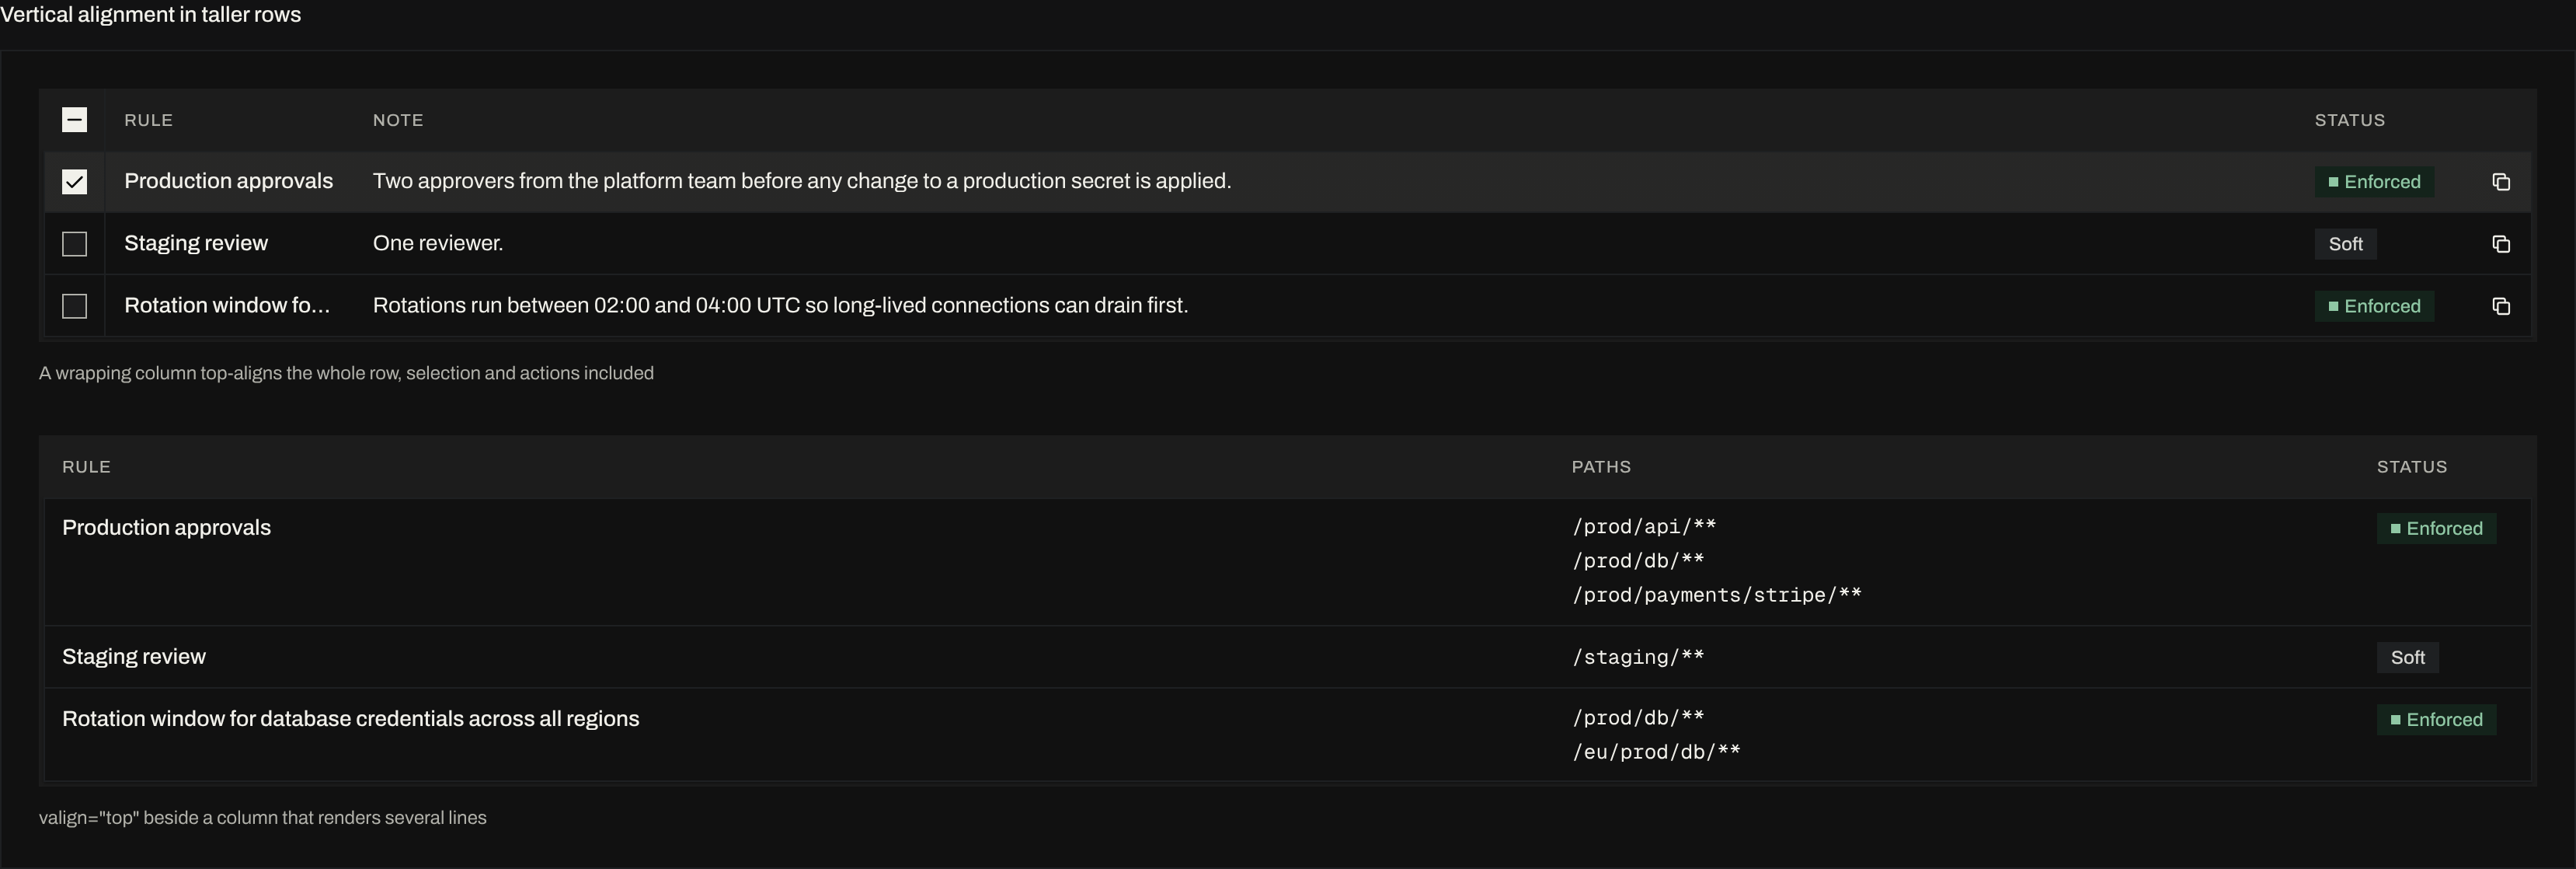 Vertical alignment in taller rows
RULE NOTE STATUS
Production approvals Two approvers from the platform team before any change to a production secret is applied. Enforced
Staging review One reviewer. Soft
Rotation window fo... Rotations run between 02:00 and 04:00 UTC so long-lived connections can drain first. Enforced
A wrapping column top-aligns the whole row, selection and actions included
RULE PATHS STATUS
Production approvals /prod/api/** Enforced
/prod/db/**
/prod/payments/stripe/**
Staging review /staging/** Soft
Rotation window for database credentials across all regions /prod/db/** Enforced
/eu/prod/db/**
valign="top" beside a column that renders several lines